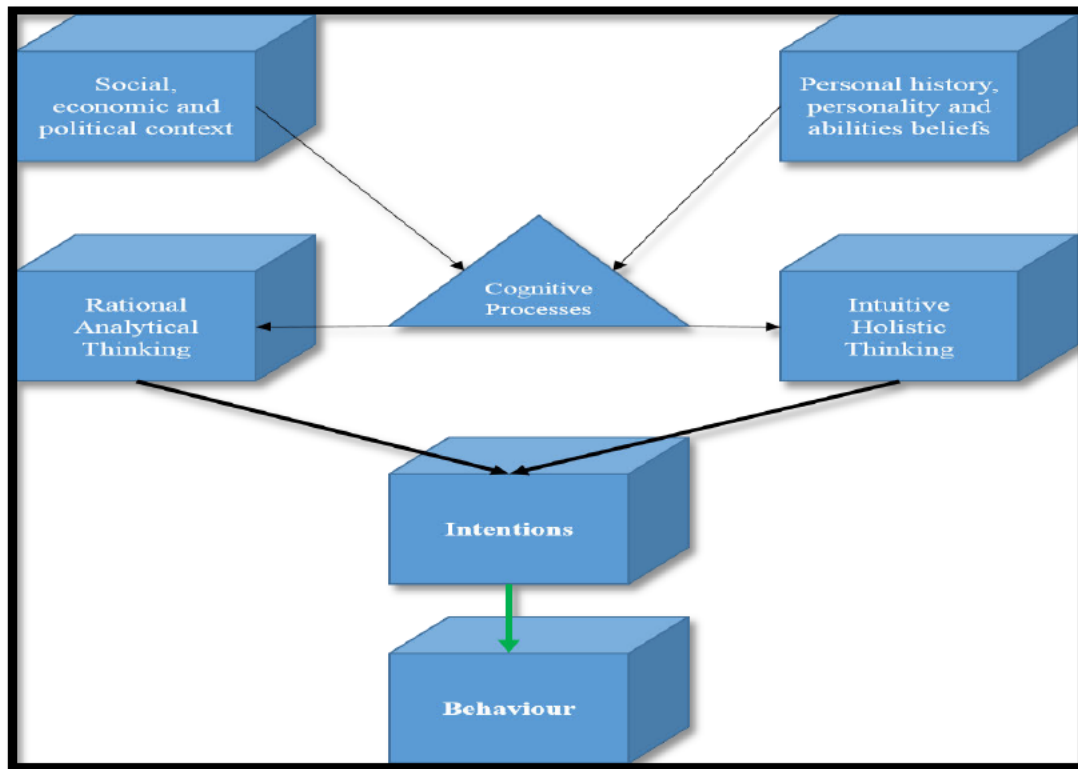 Social,
economic and
political context
Personal history,
personality and
abilities beliefs
Cognitive
Processes
Rational
Analytical
Thinking
Intuitive
Holistic
Thinking
Intentions
Behaviour